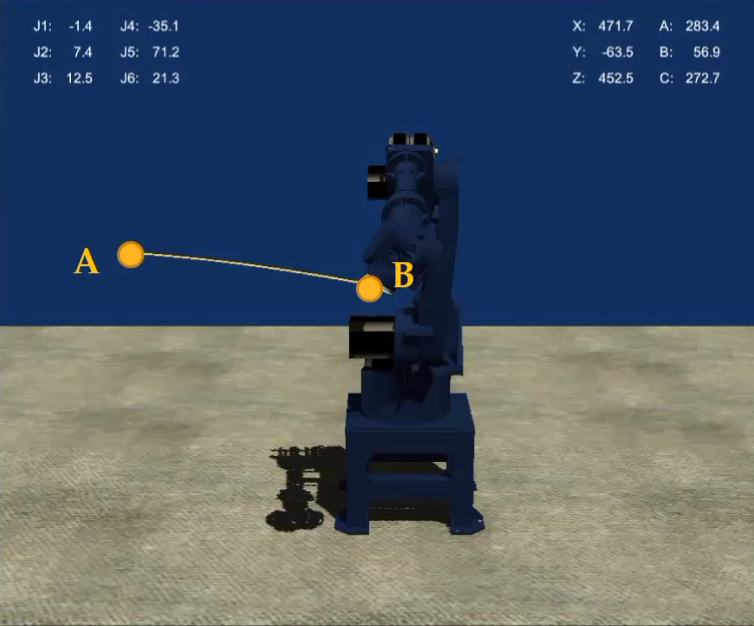 J1: -1.4 J4: -35.1
J2: 7.4 J5: 71.2
J3: 12.5 J6: 21.3
X: 471.7 A: 283.4
Y: -63.5 B: 56.9
Z: 452.5 C: 272.7
A
B